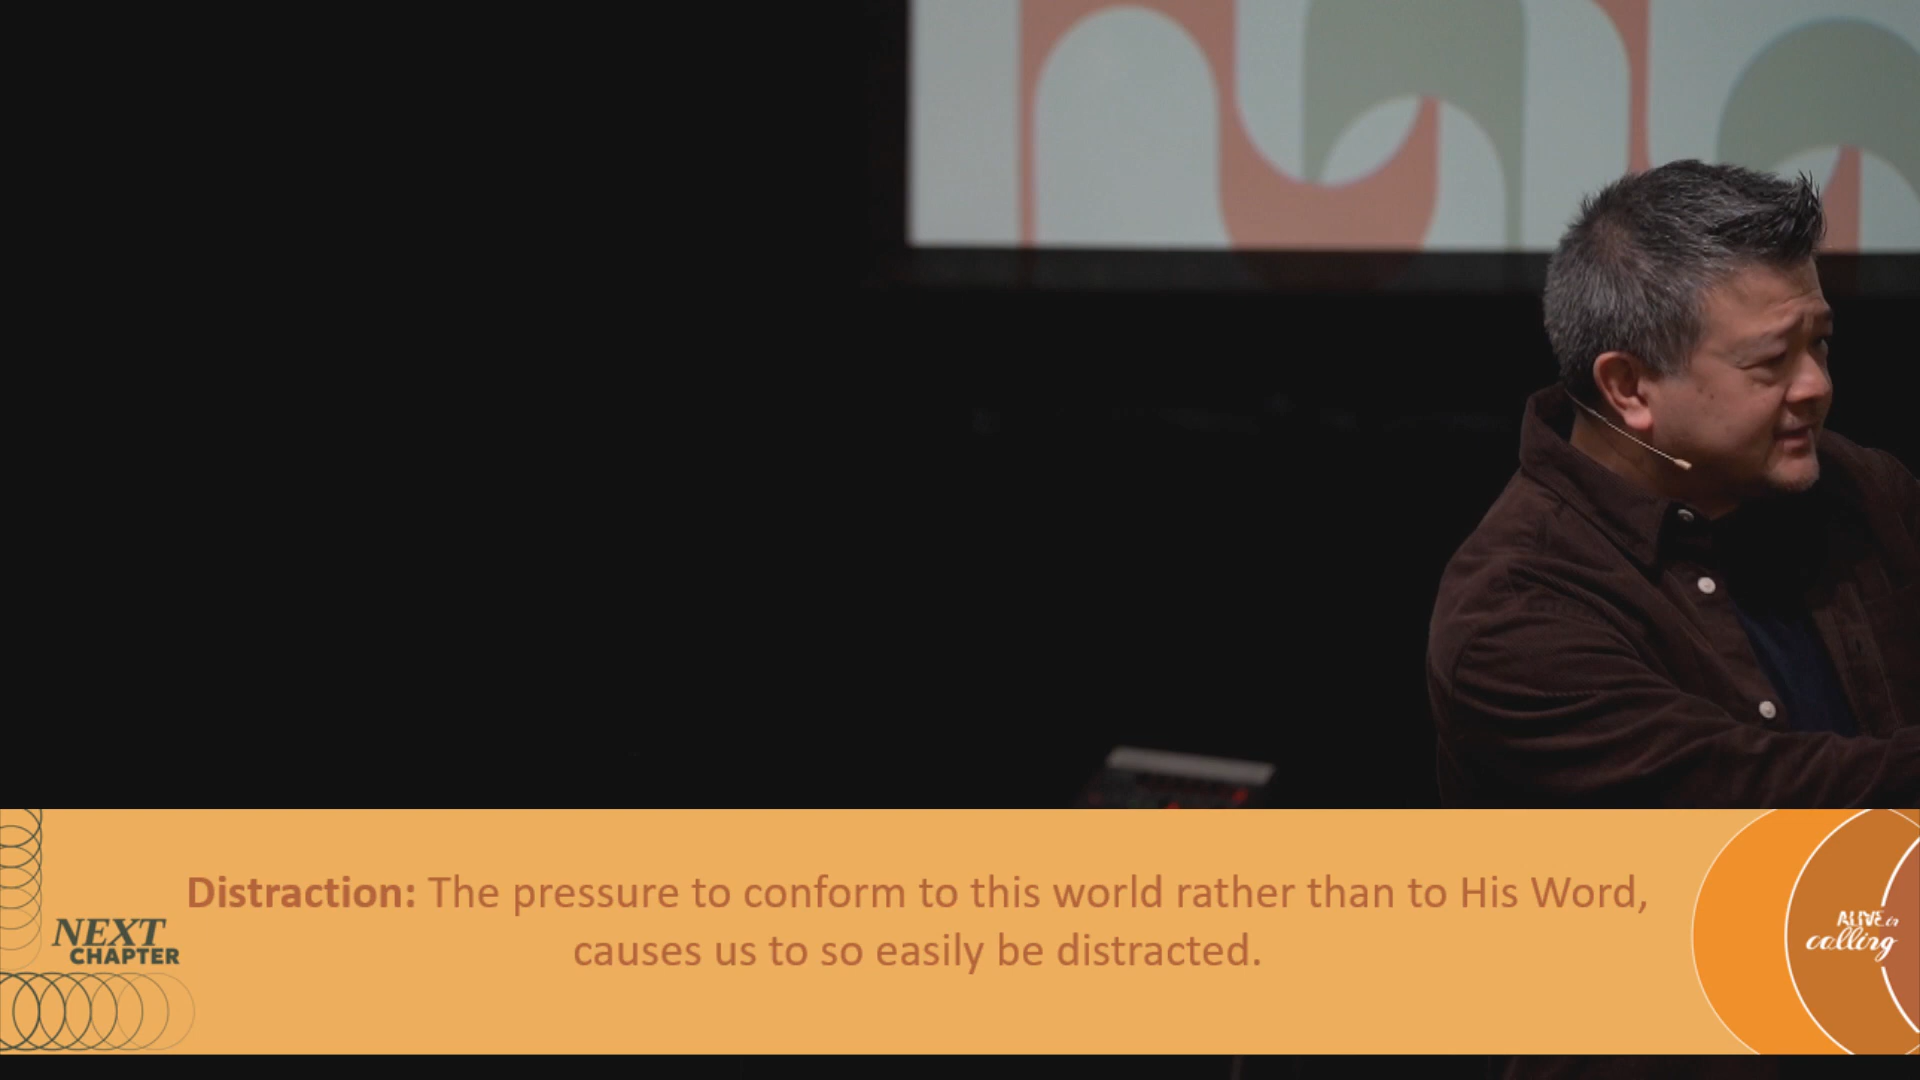 Distraction: The pressure to conform to this world rather than to His Word,
causes us to so easily be distracted.
NEXT
CHAPTER
ALIVE in
calling